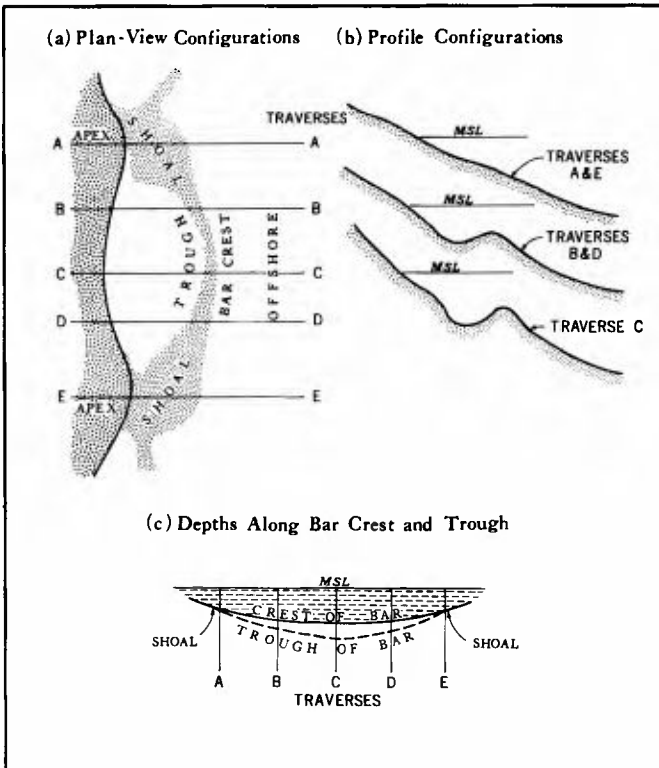 (a) Plan-View Configurations
A APEX SHOAL A
B B
TROUGH BAR CREST OFFSHORE
C C
D D
E APEX SHOAL E
(b) Profile Configurations
TRAVERSES
MSL
TRAVERSES
A&E
MSL
TRAVERSES
B&D
MSL
TRAVERSE C
(c) Depths Along Bar Crest and Trough
MSL
CREST OF BAR
SHOAL TROUGH OF BAR SHOAL
A B C D E
TRAVERSES